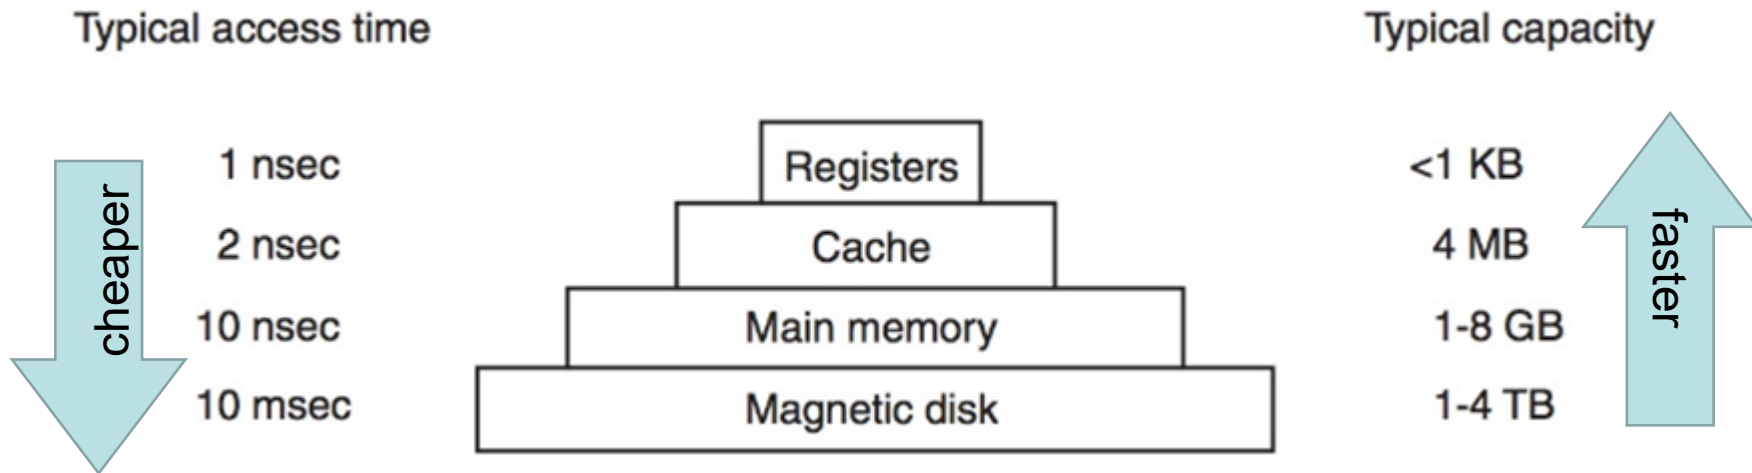 Typical access time Typical capacity
1 nsec Registers <1 KB
2 nsec Cache 4 MB
10 nsec Main memory 1-8 GB
10 msec Magnetic disk 1-4 TB
cheaper
faster